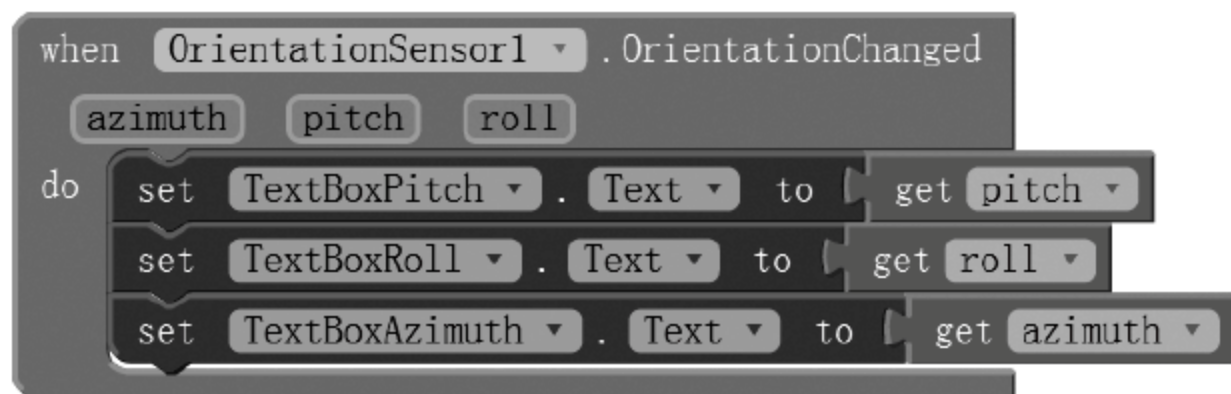 when OrientationSensor1 .OrientationChanged
azimuth pitch roll
do set TextBoxPitch . Text to get pitch
set TextBoxRoll . Text to get roll
set TextBoxAzimuth . Text to get azimuth